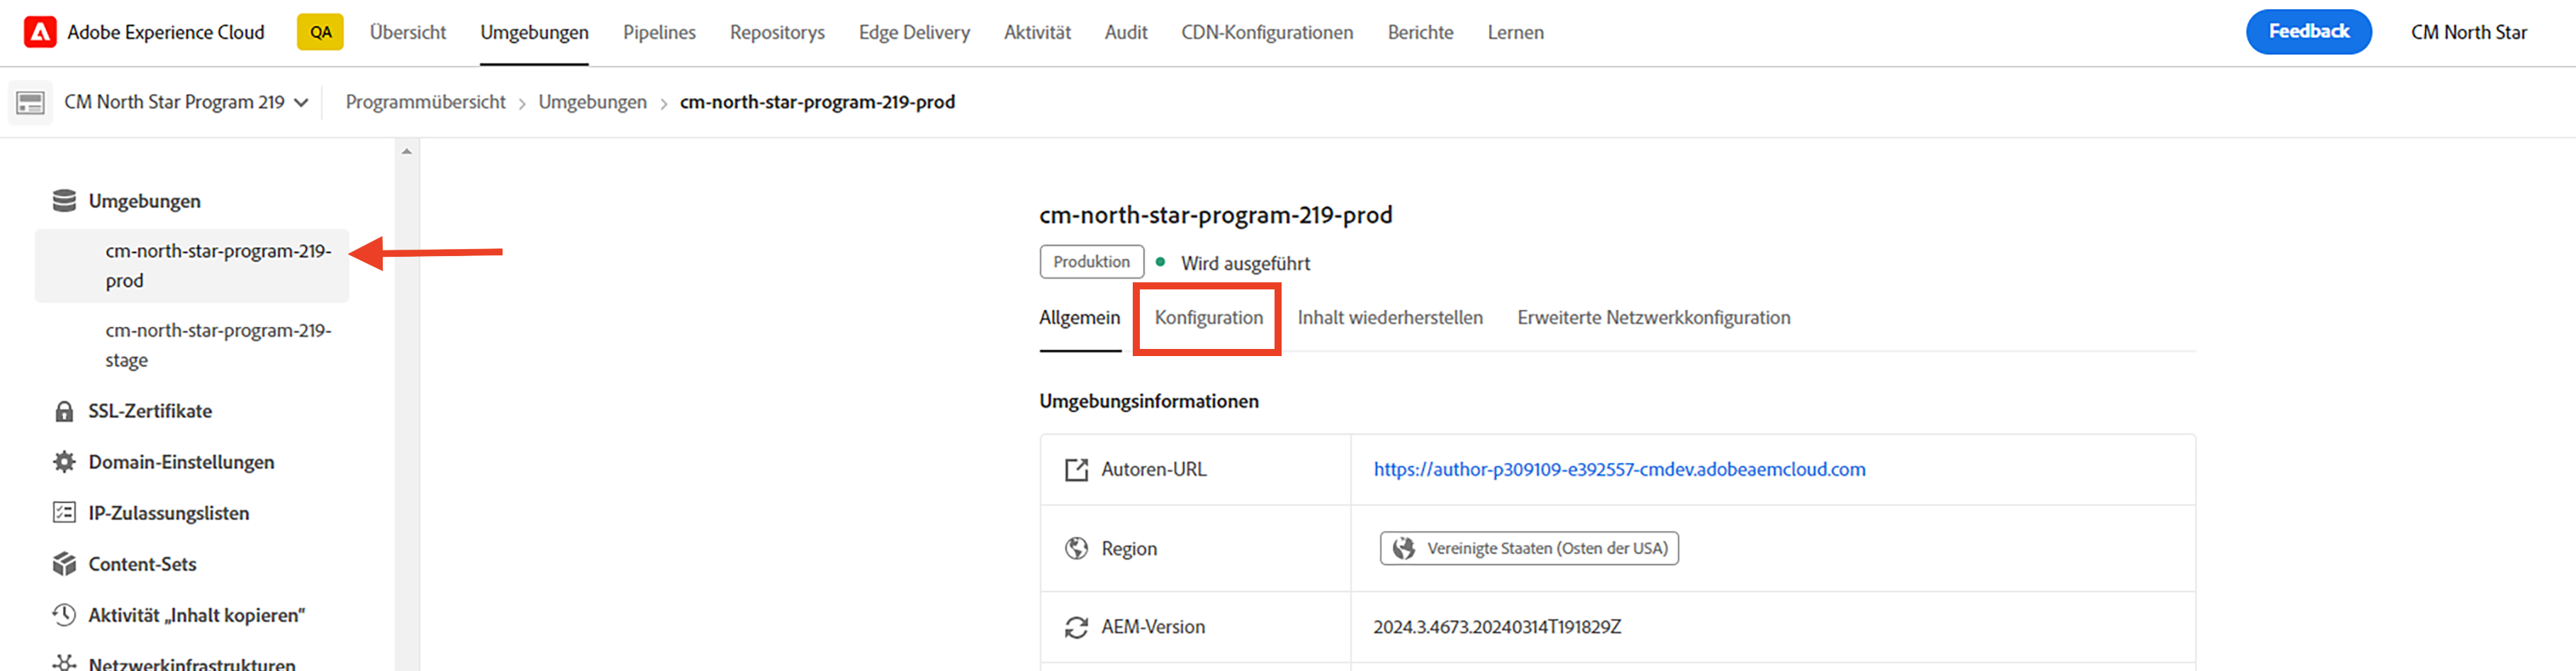 Adobe Experience Cloud QA Übersicht Umgebungen Pipelines Repositorys Edge Delivery Aktivität Audit CDN-Konfigurationen Berichte Lernen Feedback CM North Star
CM North Star Program 219 Programmübersicht > Umgebungen > cm-north-star-program-219-prod
Umgebungen
cm-north-star-program-219-
prod
cm-north-star-program-219-
stage
SSL-Zertifikate
Domain-Einstellungen
IP-Zulassungslisten
Content-Sets
Aktivität „Inhalt kopieren“
Netzwerkinfrastrukturen
cm-north-star-program-219-prod
Produktion Wird ausgeführt
Allgemein Konfiguration Inhalt wiederherstellen Erweiterte Netzwerkkonfiguration
Umgebungsinformationen
Autoren-URL https://author-p309109-e392557-cmdev.adobeaemcloud.com
Region Vereinigte Staaten (Osten der USA)
AEM-Version 2024.3.4673.20240314T191829Z